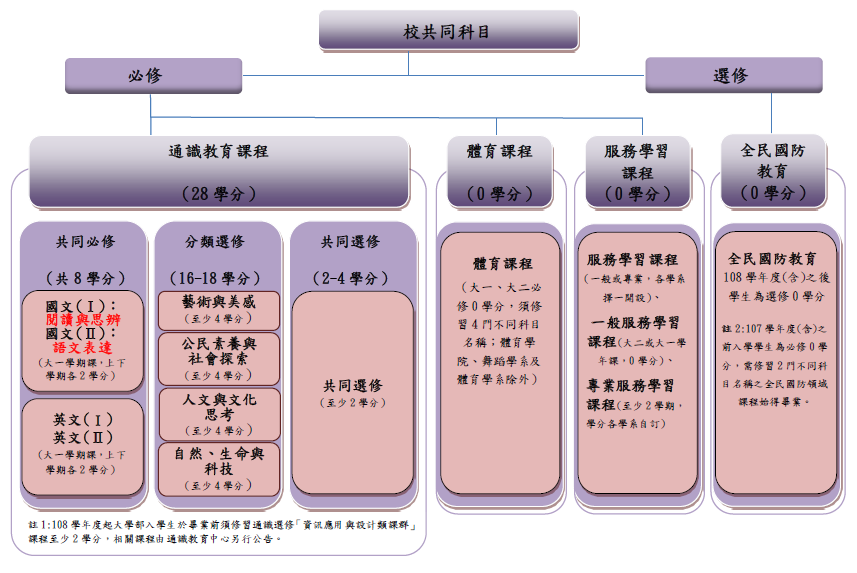 校共同科目
必修
選修
通識教育課程
(28 學分)
體育課程
(0 學分)
服務學習
課程
(0 學分)
全民國防
教育
(0 學分)
共同必修
(共 8 學分)
國文(Ⅰ)：
閱讀與思辨
國文(Ⅱ)：
語文表達
(大一學期課，上下
學期各 2 學分)
英文(Ⅰ)
英文(Ⅱ)
(大一學期課，上下
學期各 2 學分)
分類選修
(16-18 學分)
藝術與美感
(至少 4 學分)
公民素養與
社會探索
(至少 4 學分)
人文與文化
思考
(至少 4 學分)
自然、生命與
科技
(至少 4 學分)
共同選修
(2-4 學分)
共同選修
(至少 2 學分)
註 1:108 學年度起大學部入學生於畢業前須修習通識選修「資訊應用與設計類課群」
課程至少 2 學分，相關課程由通識教育中心另行公告。
體育課程
(大一、大二必
修 0 學分，須修
習 4 門不同科目
名稱；體育學
院、舞蹈學系及
體育學系除外)
服務學習課程
(一般或專業，各學系
擇一開設)、
一般服務學習
課程(大二或大一學
年課，0 學分)、
專業服務學習
課程(至少 2 學期，
學分各學系自訂)
全民國防教育
108 學年度(含)之後
學生為選修 0 學分
註 2:107 學年度(含)之
前入學學生為必修 0 學
分，需修習 2 門不同科
目名稱之全民國防領域
課程始得畢業。